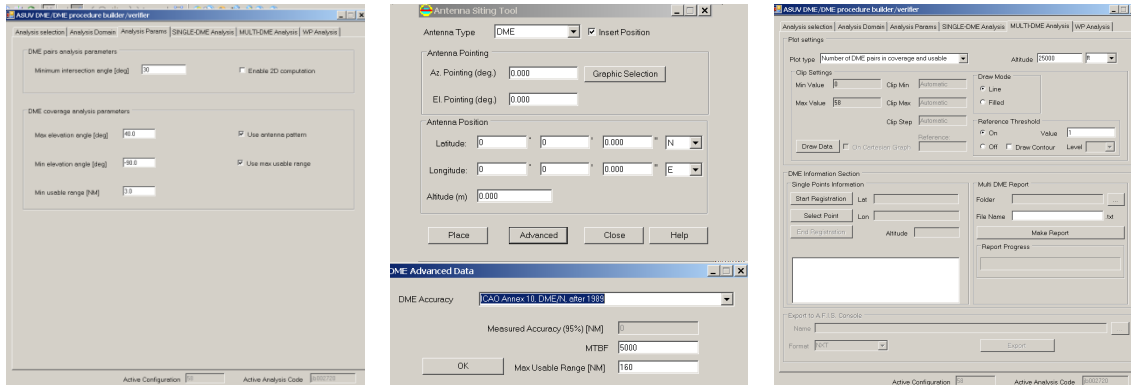 ASUV DME/DME procedure builder/verifier
Analysis selection | Analysis Domain | Analysis Params | SINGLE-DME Analysis | MULTI-DME Analysis | WP Analysis
DME pairs analysis parameters
Minimum intersection angle [deg] 30 Enable 2D computation
DME coverage analysis parameters
Max elevation angle [deg] 40.0 Use antenna pattern
Min elevation angle [deg] -90.0 Use max usable range
Min usable range [NM] 3.0
Active Configuration 58 Active Analysis Code
Antenna Siting Tool
Antenna Type DME Insert Position
Antenna Pointing
Az. Pointing (deg.) 0.000 Graphic Selection
El. Pointing (deg.) 0.000
Antenna Position
Latitude: 0 ° 0 ' 0.000 " N
Longitude: 0 ° 0 ' 0.000 " E
Altitude (m) 0.000
Place Advanced Close Help
DME Advanced Data
DME Accuracy ICAO Annex 10, DME/N, after 1989
Measured Accuracy (95%) [NM] 0
MTBF 5000
OK Max Usable Range [NM] 160
ASUV DME/DME procedure builder/verifier
Analysis selection | Analysis Domain | Analysis Params | SINGLE-DME Analysis | MULTI-DME Analysis | WP Analysis
Plot settings
Plot type Number of DME pairs in coverage and usable Altitude 25000 ft
Clip Settings Draw Mode
Min Value 0 Clip Min Automatic Line
Max Value 58 Clip Max Automatic Filled
Clip Step Automatic Reference Threshold
Reference On Value 1
Draw Data On Cartesian Graph Off Draw Contour Level
DME Information Section
Single Points Information Multi DME Report
Start Registration Lat Folder ...
Select Point Lon File Name .txt
End Registration Altitude Make Report
Report Progress
Export to A.F.I.S. Console
Name
Format Export
Active Configuration 58 Active Analysis Code